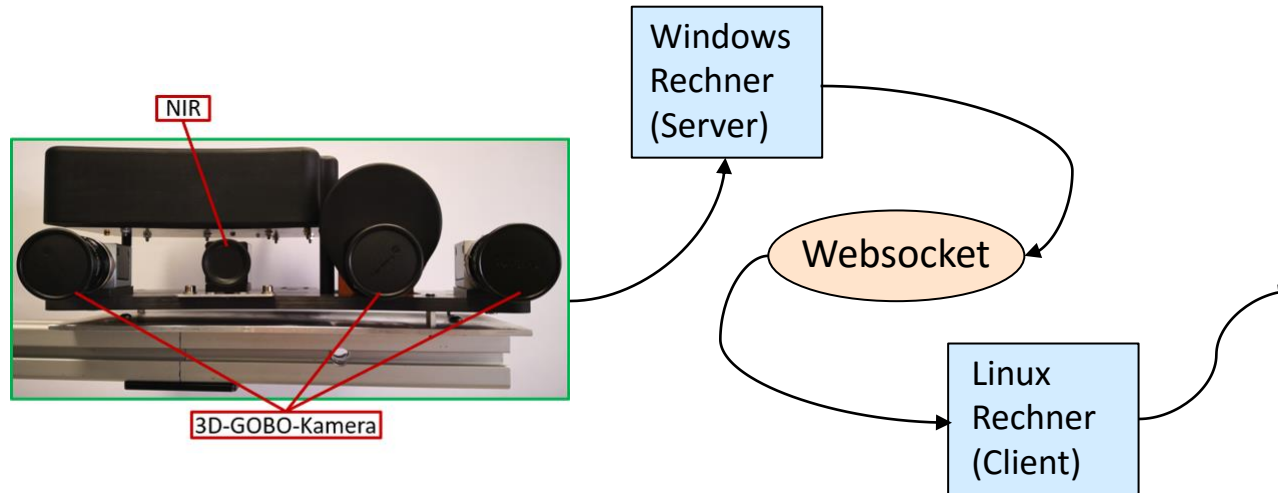 NIR
3D-GOBO-Kamera
Windows
Rechner
(Server)
Websocket
Linux
Rechner
(Client)